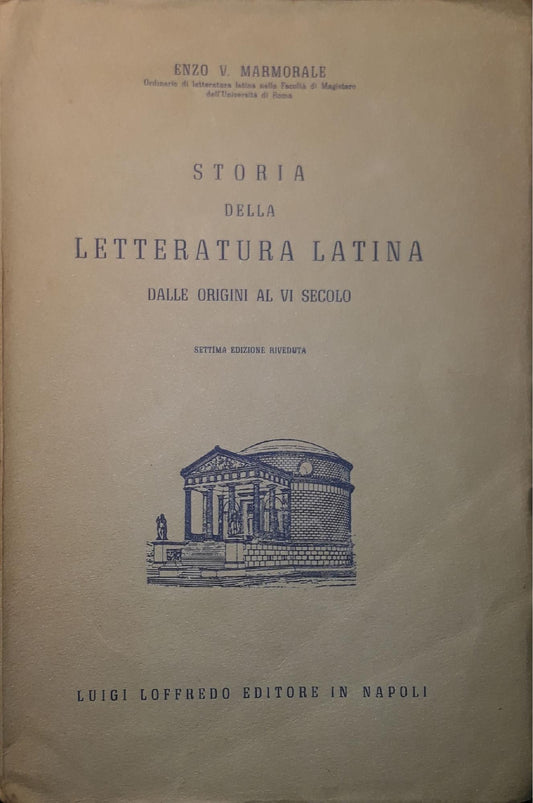 ENZO V. MARMORALE
Ordinario di letteratura latina nella Facoltà di Magistero
dell'Università di Roma
STORIA
DELLA
LETTERATURA LATINA
DALLE ORIGINI AL VI SECOLO
SETTIMA EDIZIONE RIVEDUTA
LUIGI LOFFREDO EDITORE IN NAPOLI